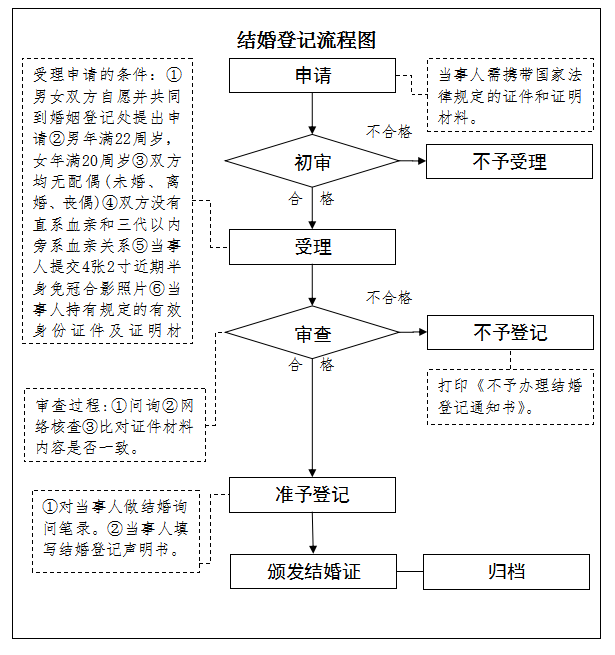 结婚登记流程图
受理申请的条件：①
男女双方自愿并共同
到婚姻登记处提出申
请②男年满22周岁，
女年满20周岁③双方
均无配偶(未婚、离
婚、丧偶)④双方没有
直系血亲和三代以内
旁系血亲关系⑤当事
人提交4张2寸近期半
身免冠合影照片⑥当
事人持有规定的有效
身份证件及证明材
申请
当事人需携带国家法
律规定的证件和证明
材料。
不合格
初审
不予受理
合 格
受理
不合格
审查
不予登记
合 格
打印《不予办理结婚
登记通知书》。
审查过程：①问询②网
络核查③比对证件材料
内容是否一致。
准予登记
①对当事人做结婚询
问笔录。②当事人填
写结婚登记声明书。
颁发结婚证
归档